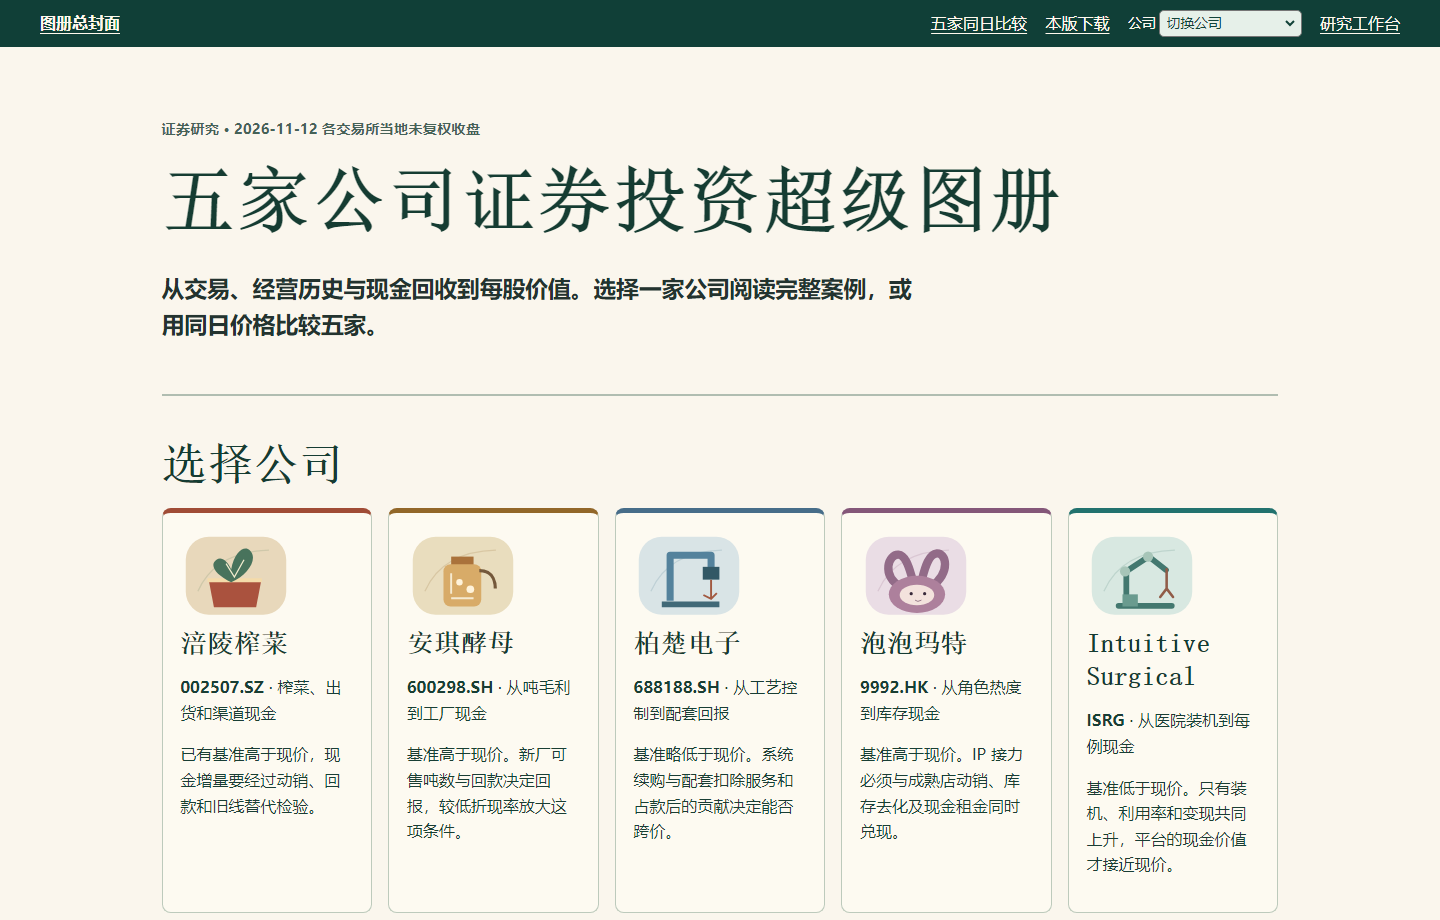 图册总封面
五家同日比较
本版下载
公司
切换公司
研究工作台
证券研究 • 2026-11-12 各交易所当地未复权收盘
五家公司证券投资超级图册
从交易、经营历史与现金回收到每股价值。选择一家公司阅读完整案例，或
用同日价格比较五家。
选择公司
涪陵榨菜
002507.SZ · 榨菜、出
货和渠道现金
已有基准高于现价，现
金增量要经过动销、回
款和旧线替代检验。
安琪酵母
600298.SH · 从吨毛利
到工厂现金
基准高于现价。新厂可
售吨数与回款决定回
报，较低折现率放大这
项条件。
柏楚电子
688188.SH · 从工艺控
制到配套回报
基准略低于现价。系统
续购与配套扣除服务和
占款后的贡献决定能否
跨价。
泡泡玛特
9992.HK · 从角色热度
到库存现金
基准高于现价。IP 接力
必须与成熟店动销、库
存去化及现金租金同时
兑现。
Intuitive
Surgical
ISRG · 从医院装机到每
例现金
基准低于现价。只有装
机、利用率和变现共同
上升，平台的现金价值
才接近现价。